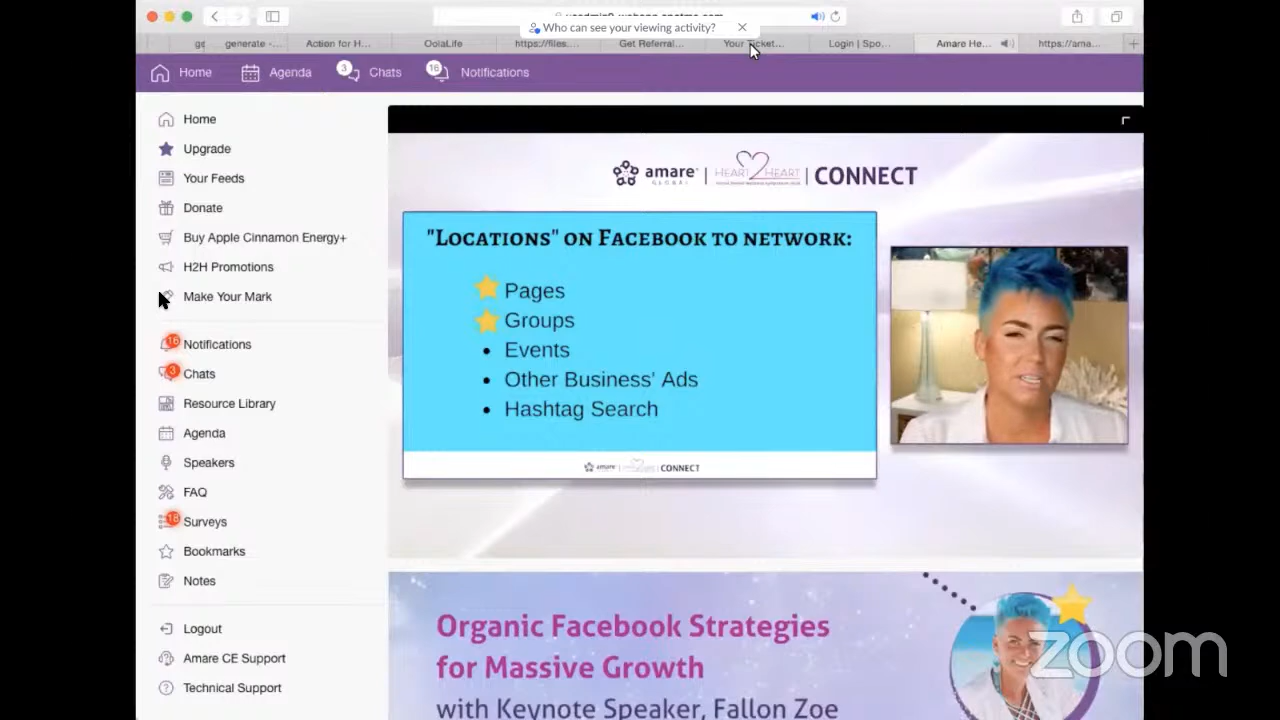 Who can see your viewing activity?
generate -...
Action for H...
OolaLife
https://files....
Get Referral...
Your Ticket...
Login | Spo...
Amare He...
https://ama...
Home
Agenda
3
Chats
16
Notifications
Home
Upgrade
Your Feeds
Donate
Buy Apple Cinnamon Energy+
H2H Promotions
Make Your Mark
16
Notifications
3
Chats
Resource Library
Agenda
Speakers
FAQ
18
Surveys
Bookmarks
Notes
Logout
Amare CE Support
Technical Support
amare | HEART2HEART | CONNECT
GLOBAL
"Locations" on Facebook to network:
Pages
Groups
• Events
• Other Business' Ads
• Hashtag Search
amare | | CONNECT
Organic Facebook Strategies
for Massive Growth
with Keynote Speaker, Fallon Zoe
zoom